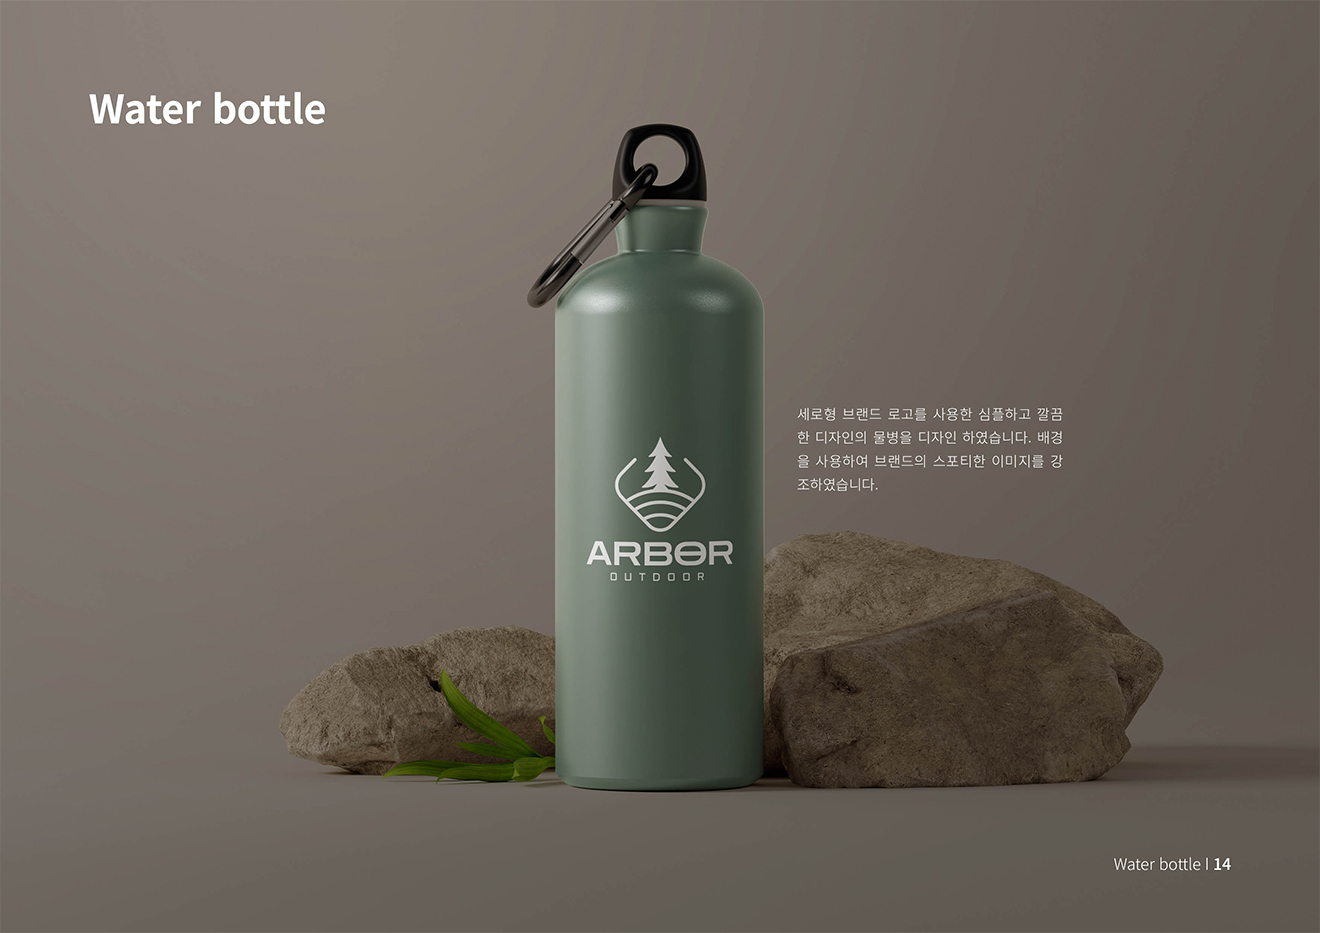 Water bottle
세로형 브랜드 로고를 사용한 심플하고 깔끔
한 디자인의 물병을 디자인 하였습니다. 배경
을 사용하여 브랜드의 스포티한 이미지를 강
조하였습니다.
ARBOR
OUTDOOR
Water bottle | 14